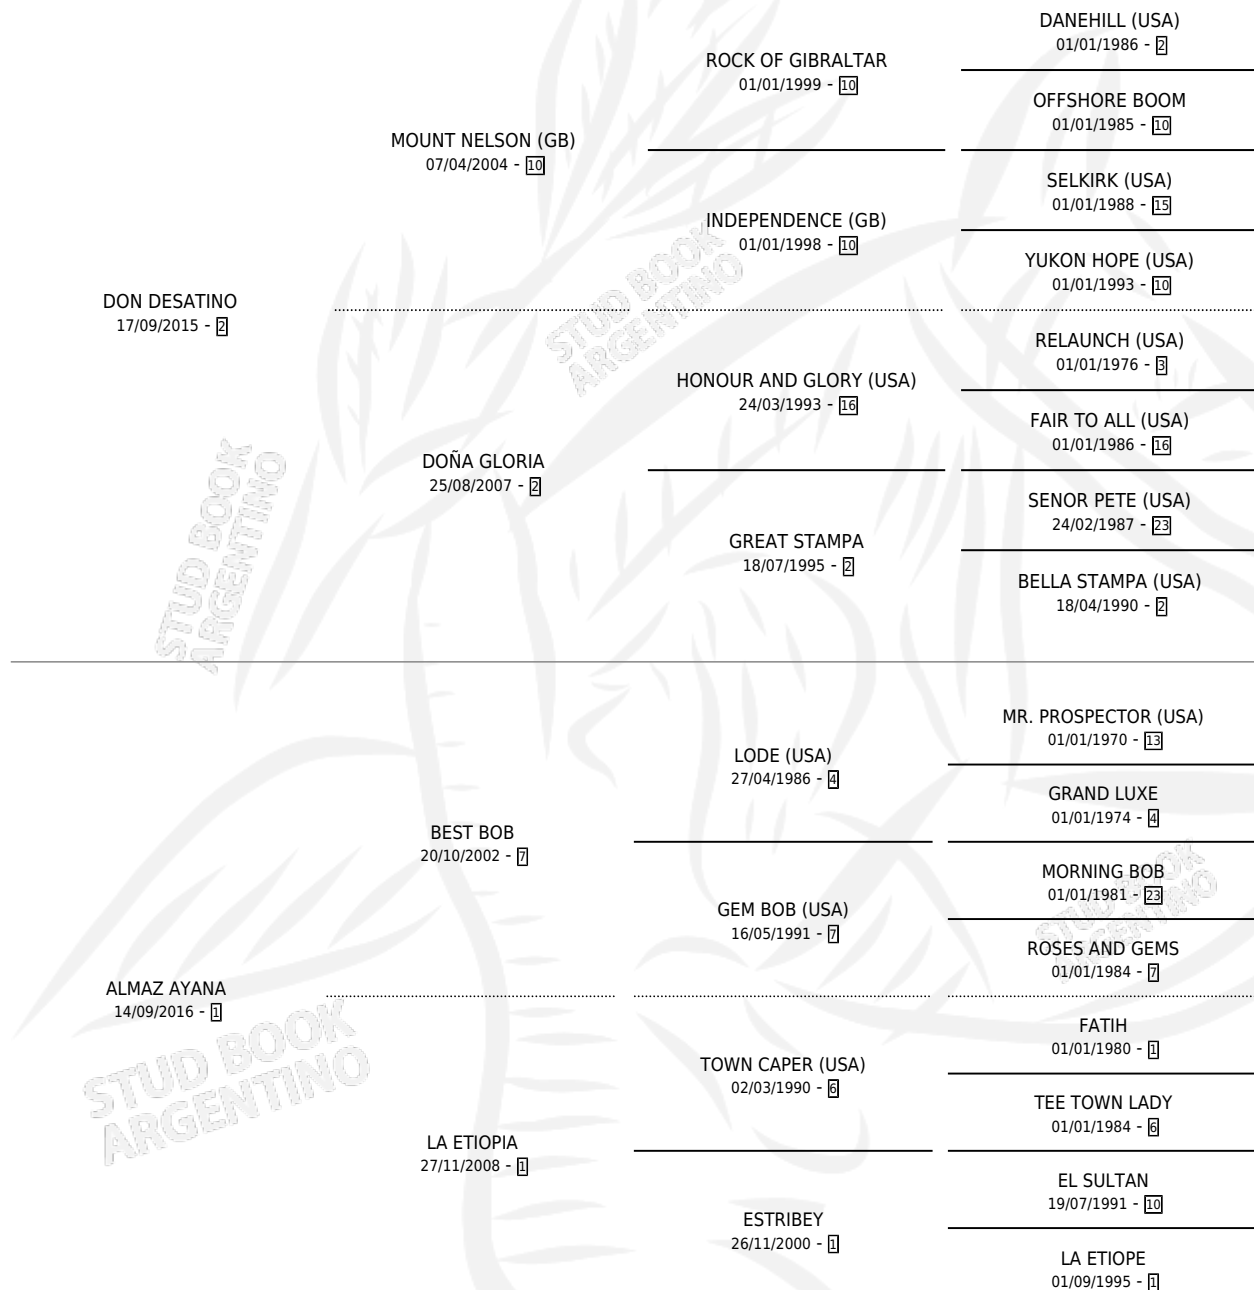 DANEHILL (USA)
01/01/1986 - 2
ROCK OF GIBRALTAR
01/01/1999 - 10
OFFSHORE BOOM
01/01/1985 - 10
MOUNT NELSON (GB)
07/04/2004 - 10
SELKIRK (USA)
01/01/1988 - 15
INDEPENDENCE (GB)
01/01/1998 - 10
YUKON HOPE (USA)
01/01/1993 - 10
DON DESATINO
17/09/2015 - 2
STUD BOOK
ARGENTINO
RELAUNCH (USA)
01/01/1976 - 3
HONOUR AND GLORY (USA)
24/03/1993 - 16
FAIR TO ALL (USA)
01/01/1986 - 16
DOÑA GLORIA
25/08/2007 - 2
SENOR PETE (USA)
24/02/1987 - 23
GREAT STAMPA
18/07/1995 - 2
BELLA STAMPA (USA)
18/04/1990 - 2
STUD BOOK
ARGENTINO
MR. PROSPECTOR (USA)
01/01/1970 - 13
LODE (USA)
27/04/1986 - 4
GRAND LUXE
01/01/1974 - 4
BEST BOB
20/10/2002 - 7
MORNING BOB
01/01/1981 - 23
GEM BOB (USA)
16/05/1991 - 7
STUD BOOK
ARGENTINO
ROSES AND GEMS
01/01/1984 - 7
ALMAZ AYANA
14/09/2016 - 1
FATIH
01/01/1980 - 1
TOWN CAPER (USA)
02/03/1990 - 6
STUD BOOK
ARGENTINO
TEE TOWN LADY
01/01/1984 - 6
LA ETIOPIA
27/11/2008 - 1
EL SULTAN
19/07/1991 - 10
ESTRIBEY
26/11/2000 - 1
LA ETIOPE
01/09/1995 - 1